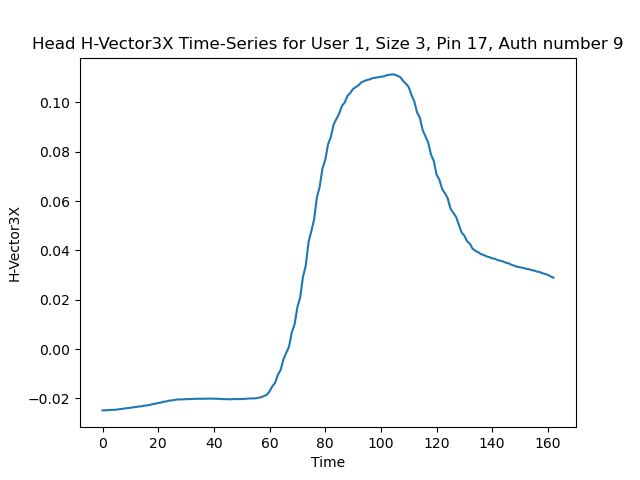 Head H-Vector3X Time-Series for User 1, Size 3, Pin 17, Auth number 9
H-Vector3X
0.10
0.08
0.06
0.04
0.02
0.00
−0.02
0 20 40 60 80 100 120 140 160
Time